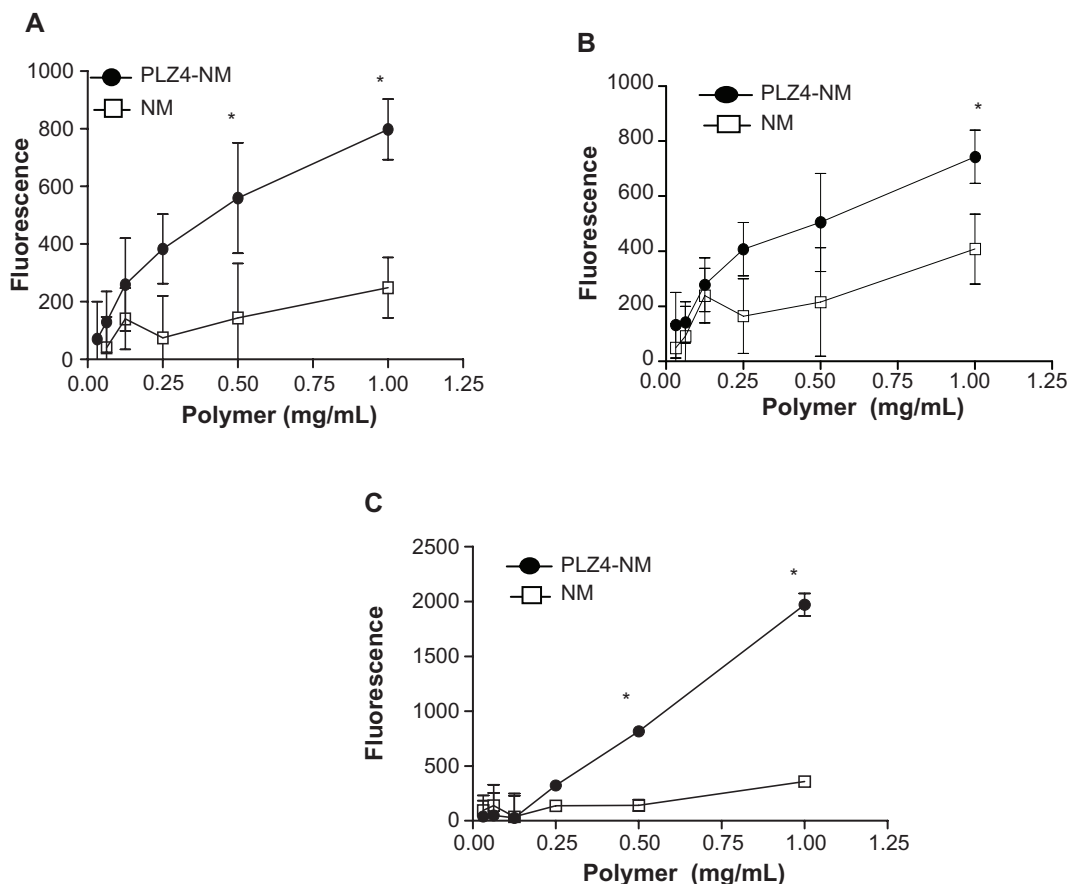 A
1000
800
600
400
200
0
Fluorescence
PLZ4-NM
NM
*
*
0.00 0.25 0.50 0.75 1.00 1.25
Polymer (mg/mL)
B
1000
800
600
400
200
0
Fluorescence
PLZ4-NM
NM
*
0.00 0.25 0.50 0.75 1.00 1.25
Polymer (mg/mL)
C
2500
2000
1500
1000
500
0
Fluorescence
PLZ4-NM
NM
*
*
0.00 0.25 0.50 0.75 1.00 1.25
Polymer (mg/mL)